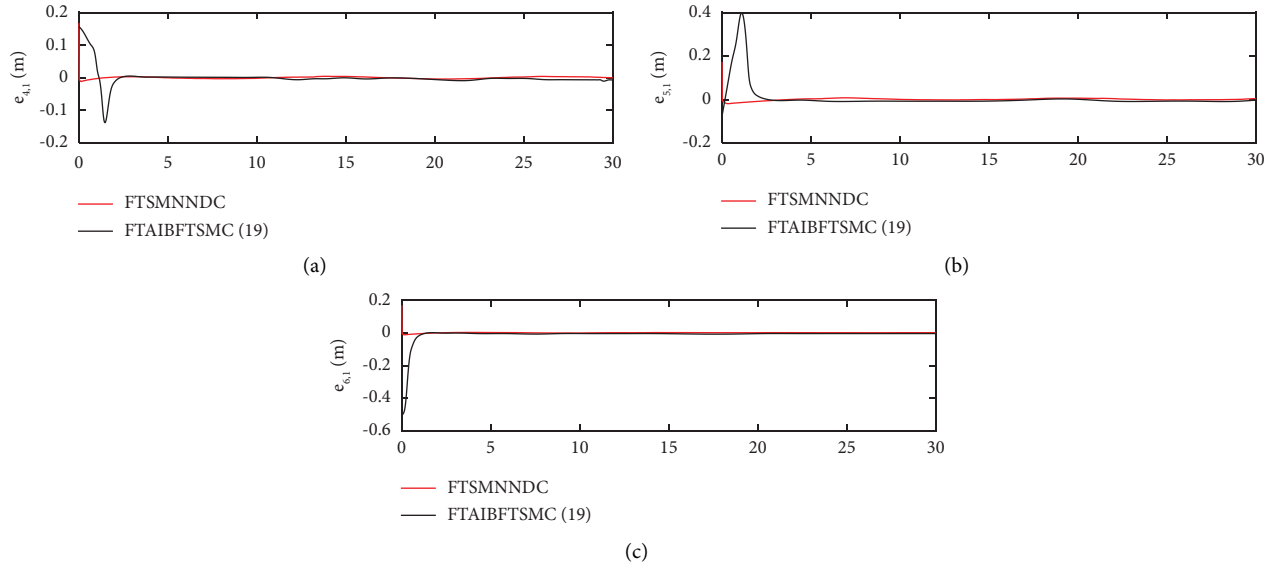 0.2
0.1
0
-0.1
-0.2
e4,1 (m)
0 5 10 15 20 25 30
FTSMNNDC
FTAIBFTSMC (19)
(a)
0.4
0.2
0
-0.2
e5,1 (m)
0 5 10 15 20 25 30
FTSMNNDC
FTAIBFTSMC (19)
(b)
0.2
0
-0.2
-0.4
-0.6
e6,1 (m)
0 5 10 15 20 25 30
FTSMNNDC
FTAIBFTSMC (19)
(c)